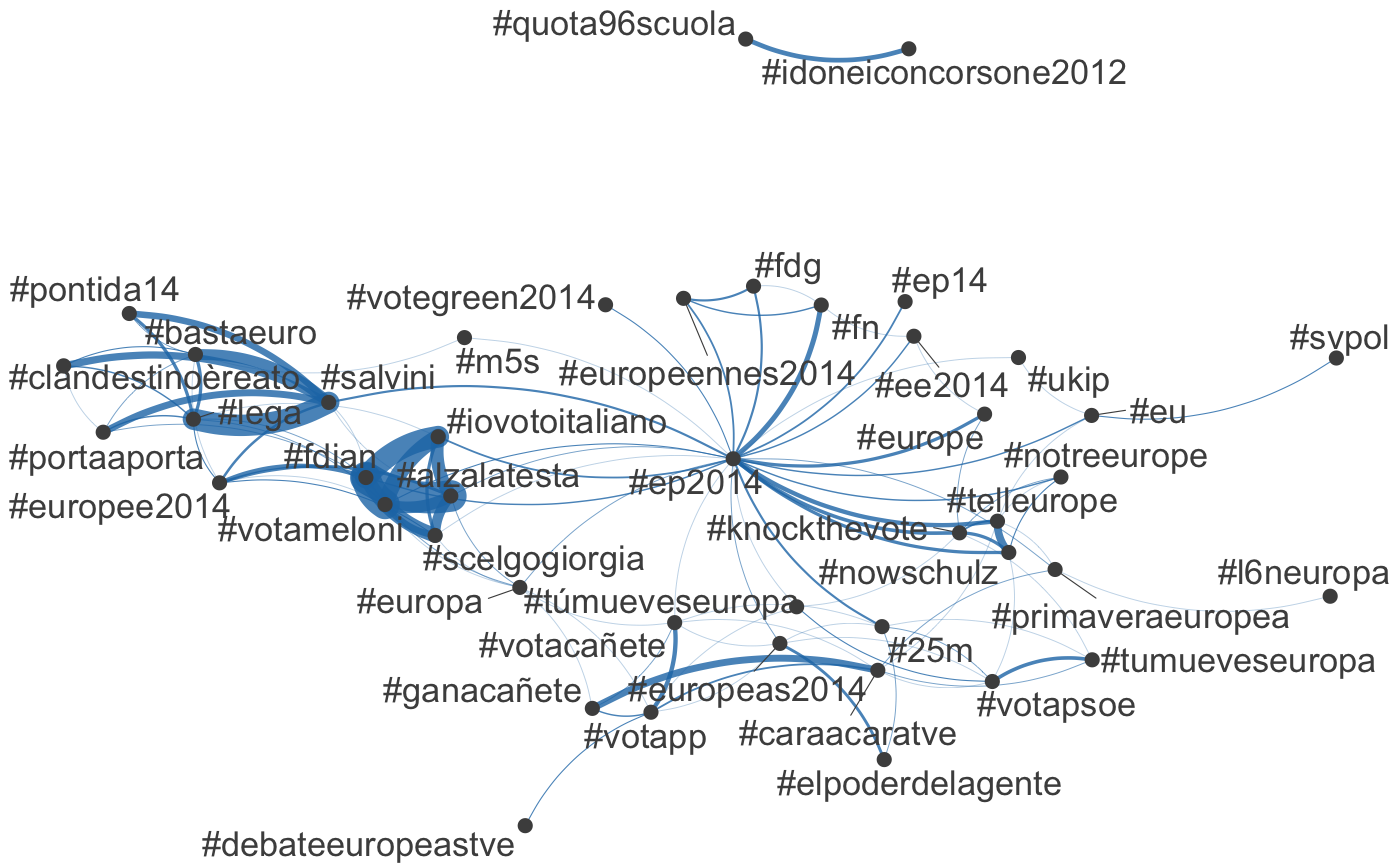 #quota96scuola
#idoneiconcorsone2012
#fdg
#ep14
#pontida14
#votegreen2014
#bastaeuro
#fn
#svpol
#m5s
#clandestinoèreato
#salvini
#europeennes2014
#ee2014
#ukip
#lega
#eu
#iovotoitaliano
#europe
#portaaporta
#fdian
#notreeurope
#alzalatesta
#ep2014
#telleurope
#europee2014
#votameloni
#knockthevote
#scelgogiorgia
#nowschulz
#l6neuropa
#europa
#túmueveseuropa
#primaveraeuropea
#votacañete
#25m
#tumueveseuropa
#ganacañete
#europeas2014
#votapsoe
#votapp
#caraacaratve
#elpoderdelagente
#debateeuropeastve